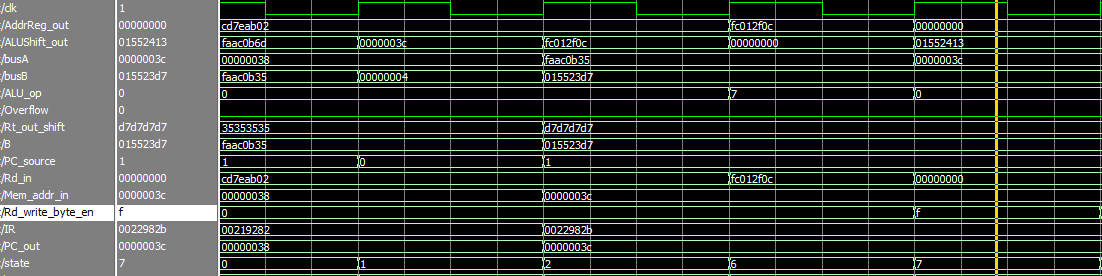 :/clk 1
:/AddrReg_out 00000000 cd7eab02 fc012f0c 00000000
:/ALUShift_out 01552413 faac0b6d 0000003c fc012f0c 00000000 01552413
:/busA 0000003c 00000038 faac0b35 0000003c
:/busB 015523d7 faac0b35 00000004 015523d7
:/ALU_op 0 0 7 0
:/Overflow 0
:/Rt_out_shift d7d7d7d7 35353535 d7d7d7d7
:/B 015523d7 faac0b35 015523d7
:/PC_source 1 1 0 1
:/Rd_in 00000000 cd7eab02 fc012f0c 00000000
:/Mem_addr_in 0000003c 00000038 0000003c
:/Rd_write_byte_en f 0 f
:/IR 0022982b 00219282 0022982b
:/PC_out 0000003c 00000038 0000003c
:/state 7 0 1 2 6 7